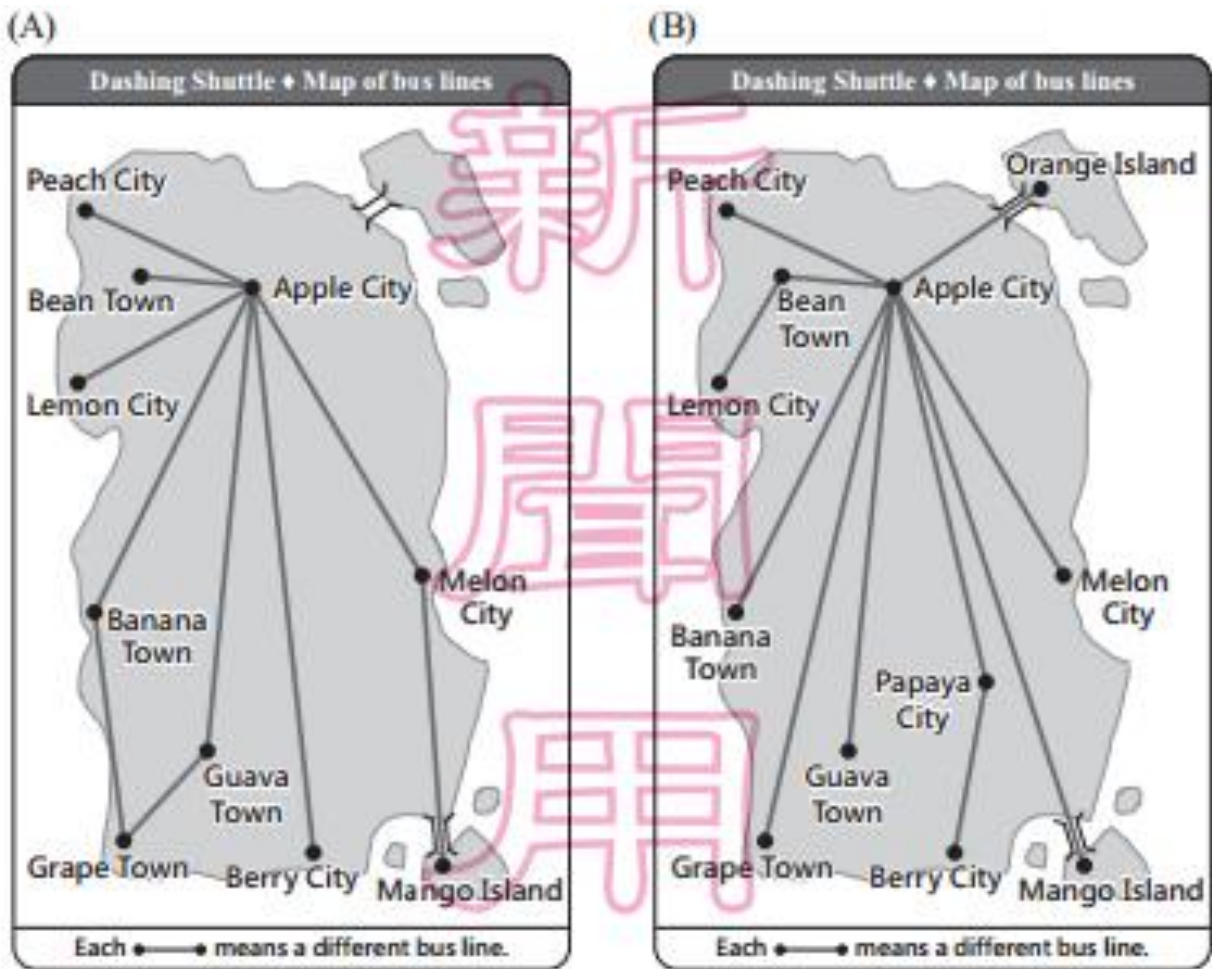 (A)
Dashing Shuttle ♦ Map of bus lines
Peach City
Bean Town
Apple City
Lemon City
Banana
Town
Melon
City
Guava
Town
Grape Town
Berry City
Mango Island
Each ●—● means a different bus line.
(B)
Dashing Shuttle ♦ Map of bus lines
Orange Island
Peach City
Bean
Town
Apple City
Lemon City
Melon
City
Banana
Town
Papaya
City
Guava
Town
Grape Town
Berry City
Mango Island
Each ●—● means a different bus line.
新
聞
用